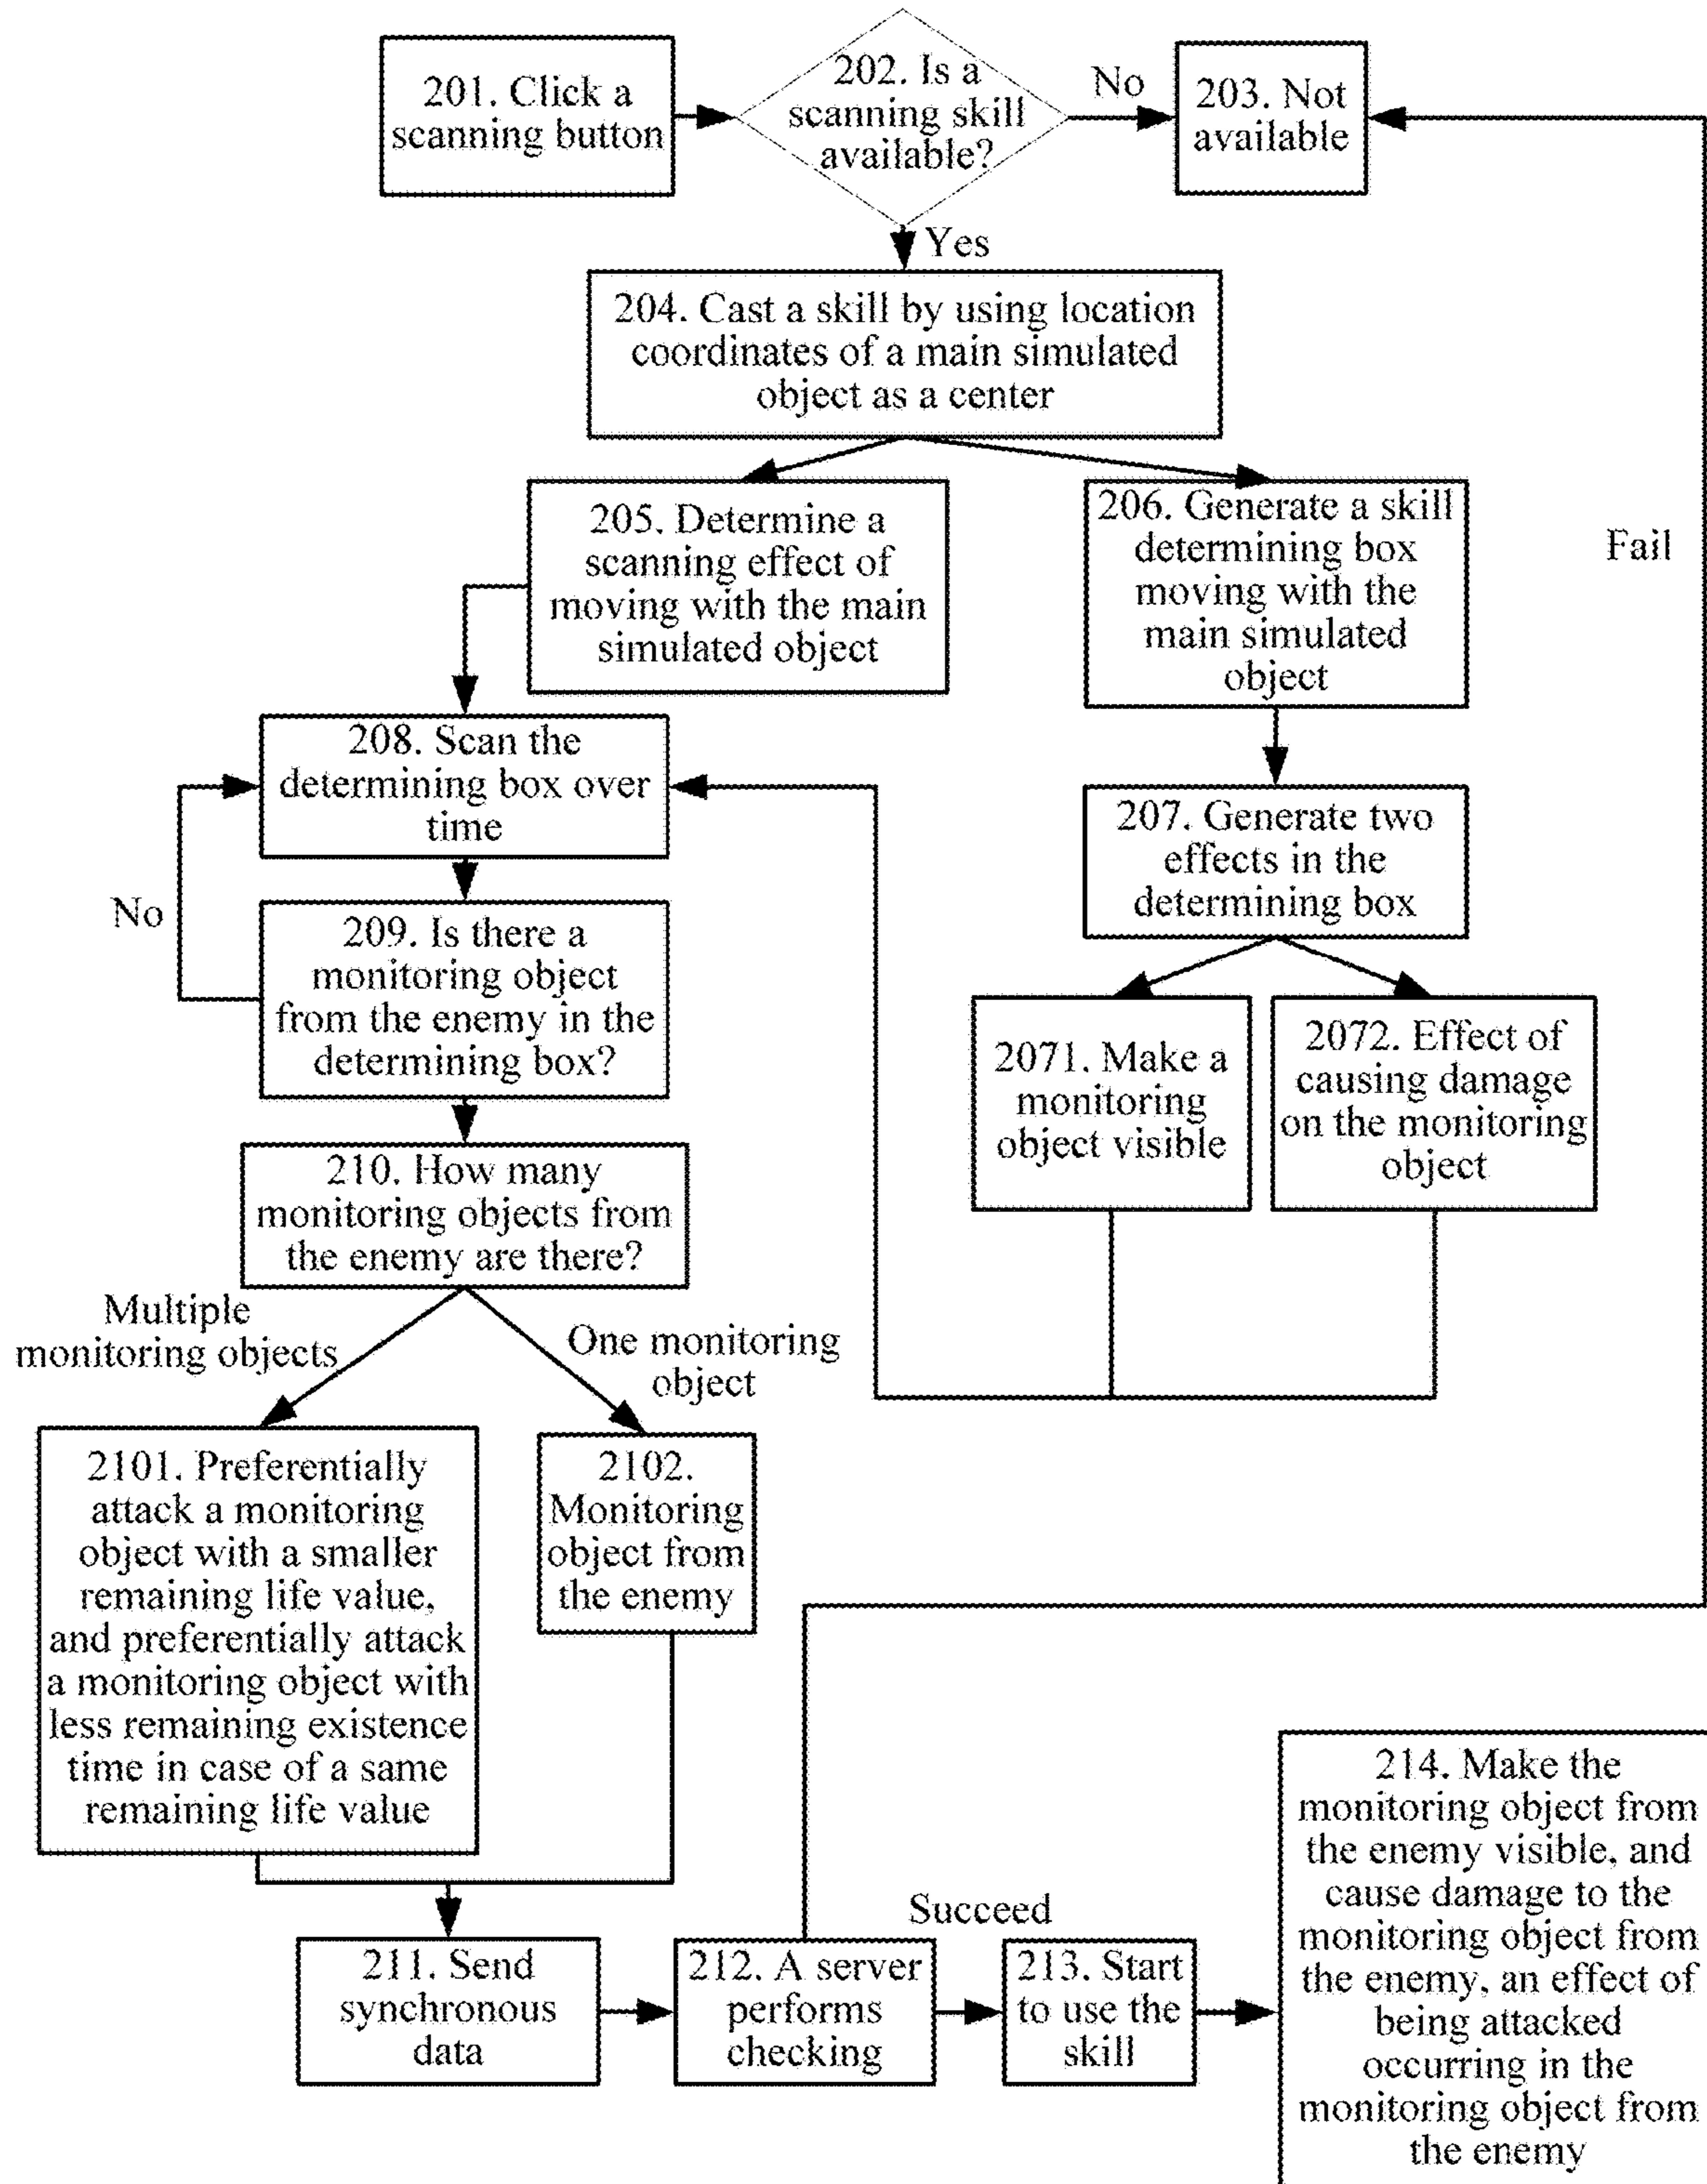 201. Click a
scanning button
202. Is a
scanning skill
available?
No
203. Not
available
Yes
204. Cast a skill by using location
coordinates of a main simulated
object as a center
205. Determine a
scanning effect of
moving with the main
simulated object
206. Generate a skill
determining box
moving with the
main simulated
object
Fail
208. Scan the
determining box over
time
207. Generate two
effects in the
determining box
No
209. Is there a
monitoring object
from the enemy in the
determining box?
2071. Make a
monitoring
object visible
2072. Effect of
causing damage
on the monitoring
object
210. How many
monitoring objects from
the enemy are there?
Multiple
monitoring objects
One monitoring
object
2101. Preferentially
attack a monitoring
object with a smaller
remaining life value,
and preferentially attack
a monitoring object with
less remaining existence
time in case of a same
remaining life value
2102.
Monitoring
object from
the enemy
211. Send
synchronous
data
212. A server
performs
checking
Succeed
213. Start
to use the
skill
214. Make the
monitoring object from
the enemy visible, and
cause damage to the
monitoring object from
the enemy, an effect of
being attacked
occurring in the
monitoring object from
the enemy